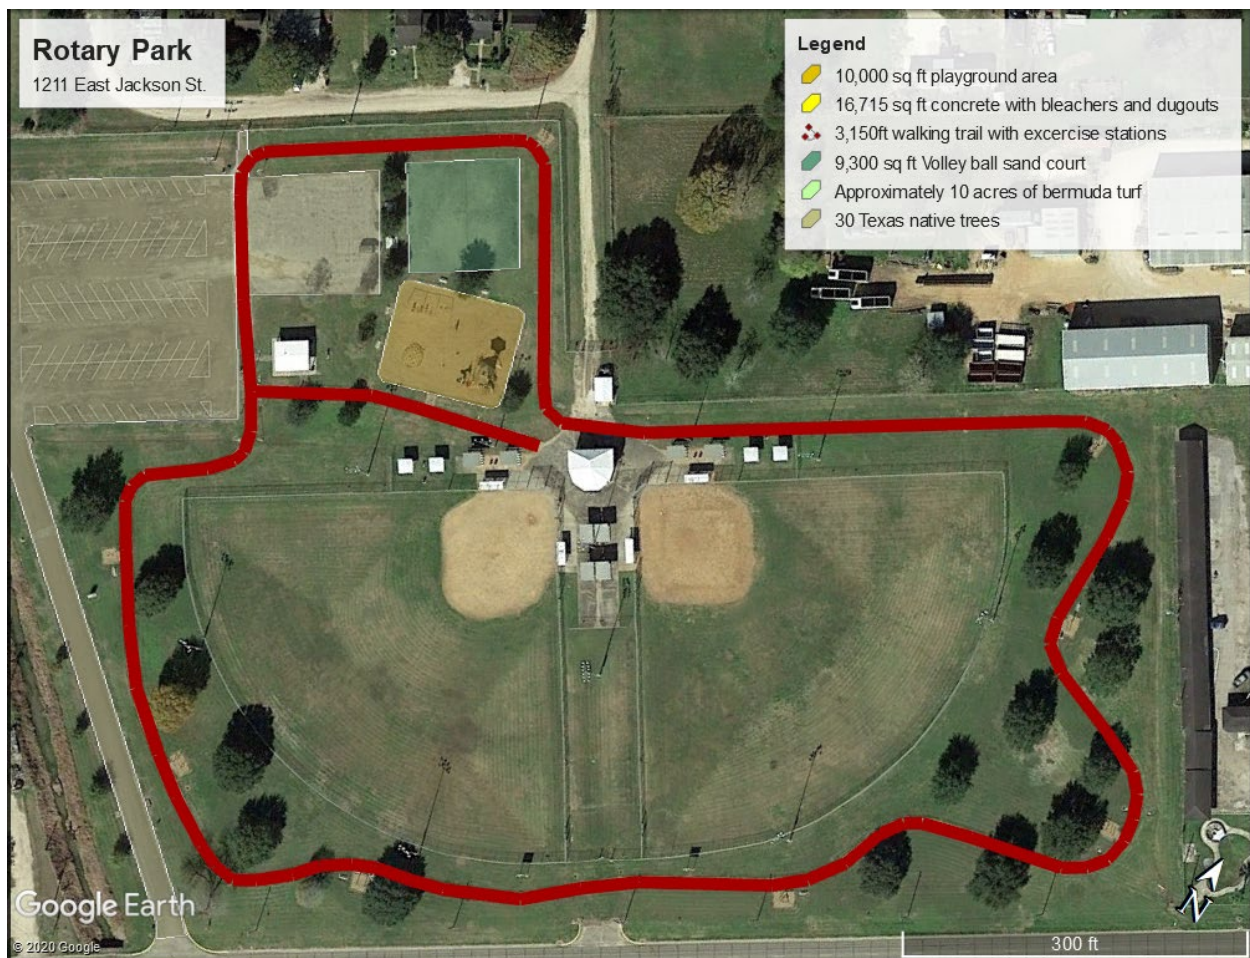 Rotary Park
1211 East Jackson St.
Legend
10,000 sq ft playground area
16,715 sq ft concrete with bleachers and dugouts
3,150ft walking trail with excercise stations
9,300 sq ft Volley ball sand court
Approximately 10 acres of bermuda turf
30 Texas native trees
Google Earth
N
© 2020 Google
300 ft